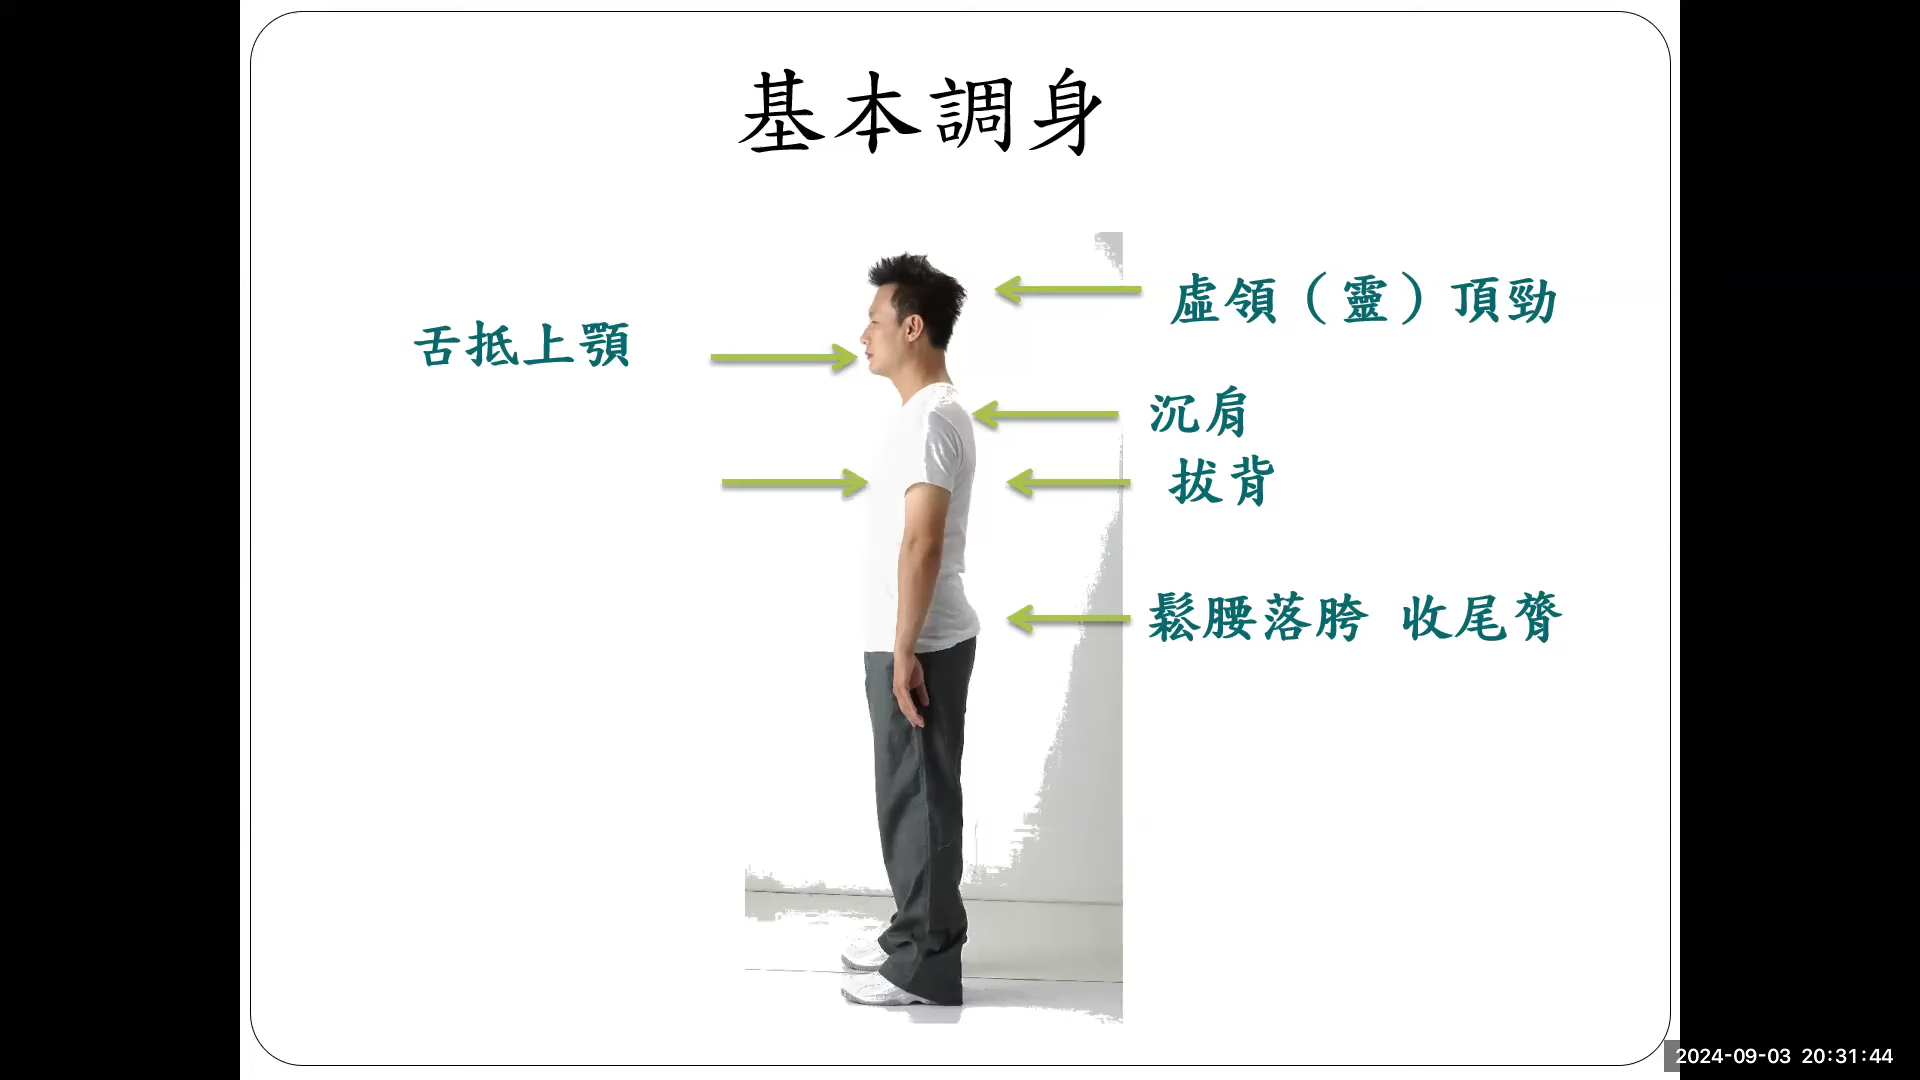 基本調身
虛領（靈）頂勁
舌抵上顎
沉肩
拔背
鬆腰落胯 收尾膂
2024-09-03 20:31:44